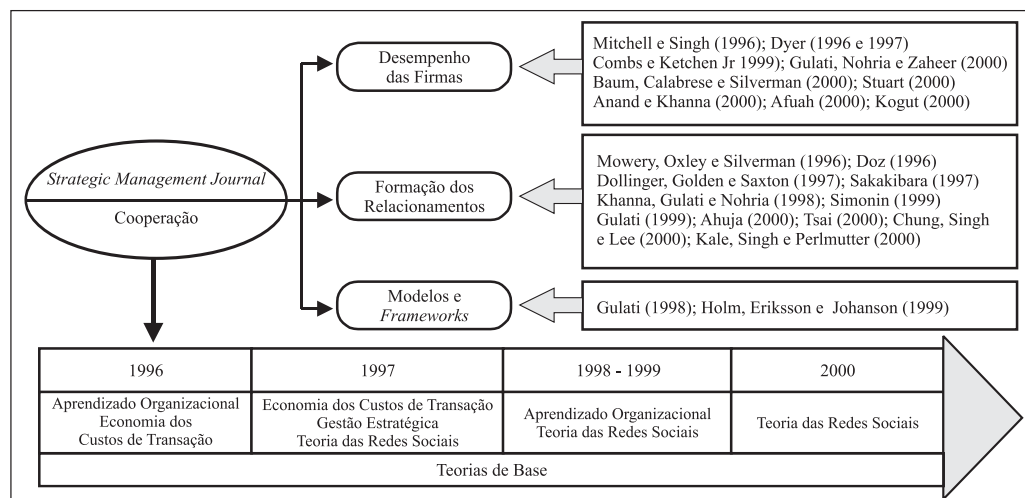 Desempenho
das Firmas
Mitchell e Singh (1996); Dyer (1996 e 1997)
Combs e Ketchen Jr 1999); Gulati, Nohria e Zaheer (2000)
Baum, Calabrese e Silverman (2000); Stuart (2000)
Anand e Khanna (2000); Afuah (2000); Kogut (2000)
Strategic Management Journal
Cooperação
Formação dos
Relacionamentos
Mowery, Oxley e Silverman (1996); Doz (1996)
Dollinger, Golden e Saxton (1997); Sakakibara (1997)
Khanna, Gulati e Nohria (1998); Simonin (1999)
Gulati (1999); Ahuja (2000); Tsai (2000); Chung, Singh
e Lee (2000); Kale, Singh e Perlmutter (2000)
Modelos e
Frameworks
Gulati (1998); Holm, Eriksson e Johanson (1999)
1996
1997
1998 - 1999
2000
Aprendizado Organizacional
Economia dos
Custos de Transação
Economia dos Custos de Transação
Gestão Estratégica
Teoria das Redes Sociais
Aprendizado Organizacional
Teoria das Redes Sociais
Teoria das Redes Sociais
Teorias de Base